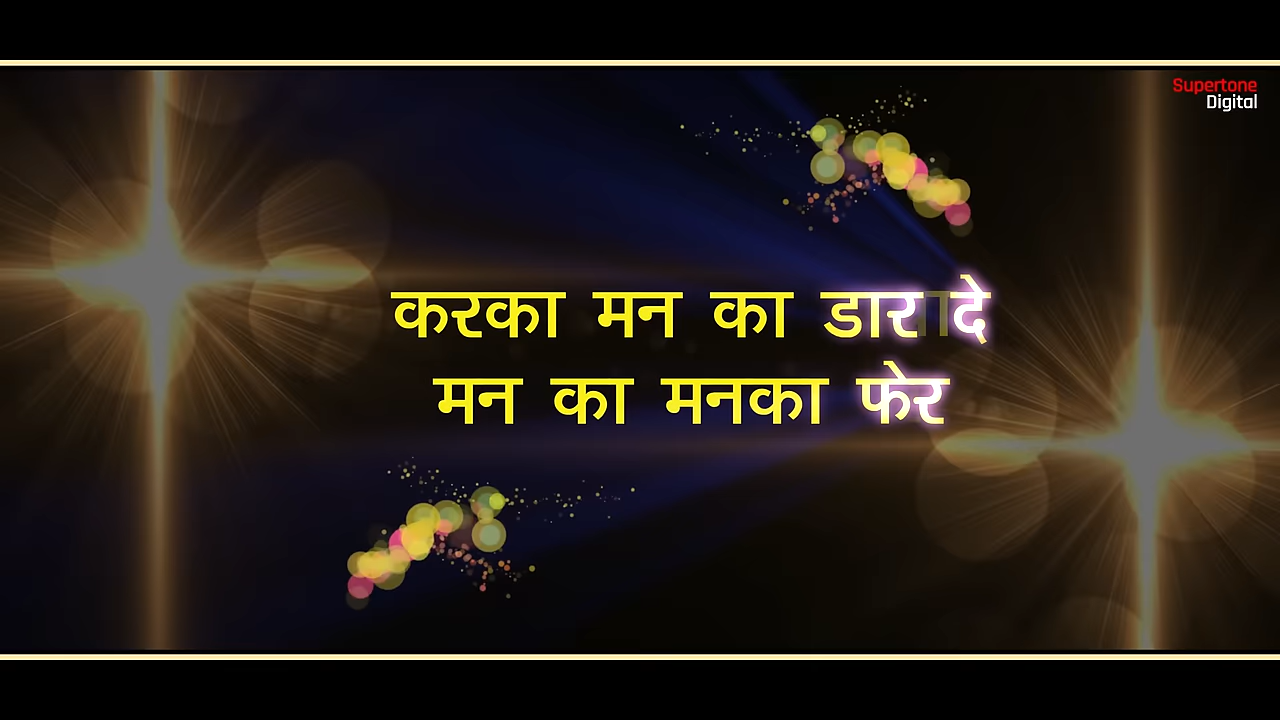 Supertone
Digital
करका मन का डार दे
मन का मनका फेर